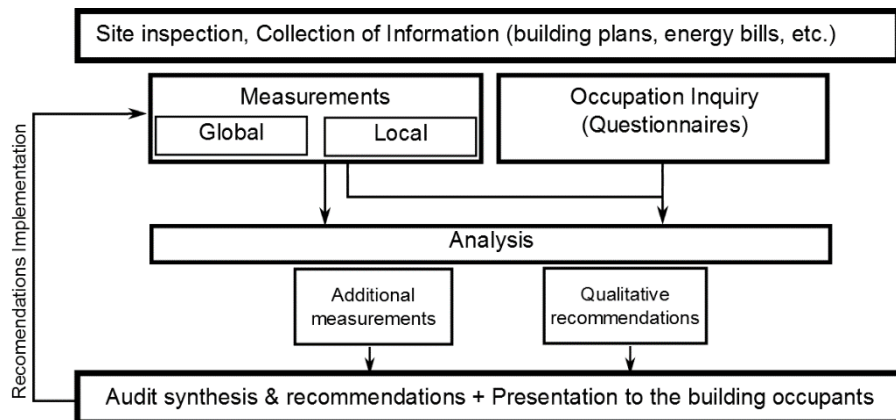 Site inspection, Collection of Information (building plans, energy bills, etc.)
Measurements
Global
Local
Occupation Inquiry
(Questionnaires)
Recomendations Implementation
Analysis
Additional
measurements
Qualitative
recommendations
Audit synthesis & recommendations + Presentation to the building occupants